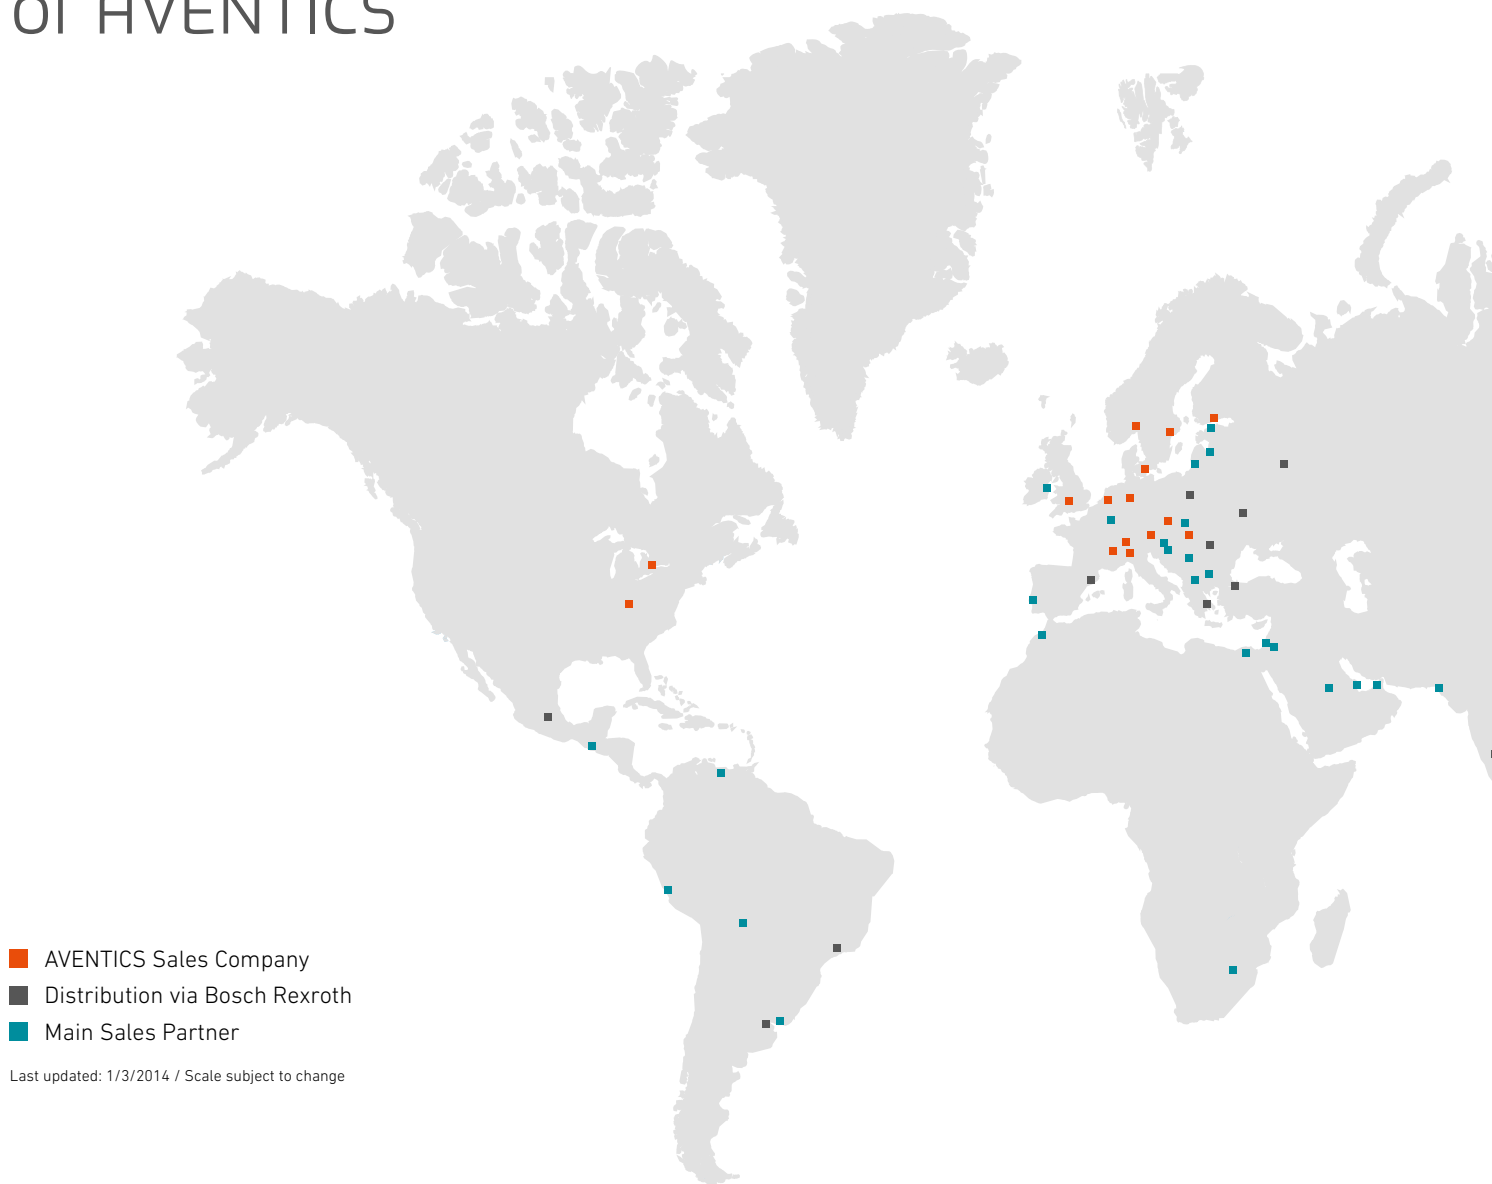 of AVENTICS
AVENTICS Sales Company
Distribution via Bosch Rexroth
Main Sales Partner
Last updated: 1/3/2014 / Scale subject to change